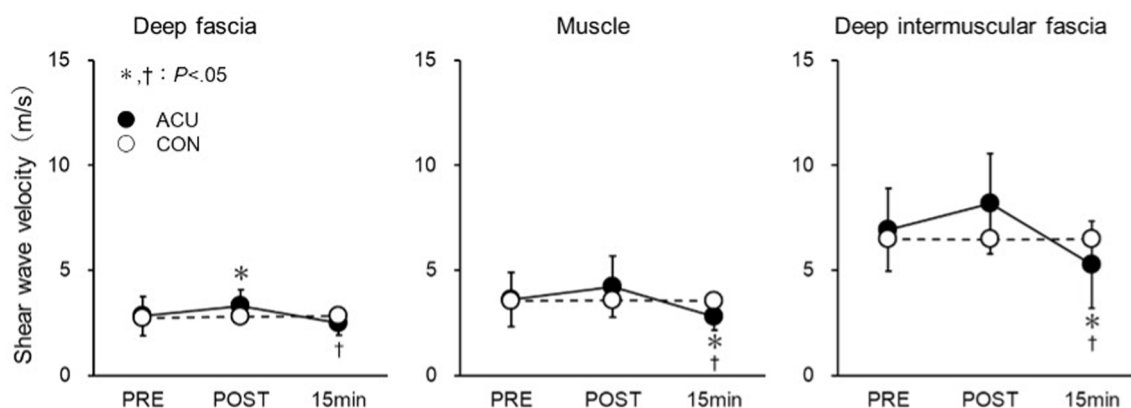 Deep fascia
Muscle
Deep intermuscular fascia
Shear wave velocity (m/s)
15
10
5
0
*,†：P<.05
ACU
CON
*
†
PRE
POST
15min
15
10
5
0
*
†
PRE
POST
15min
15
10
5
0
*
†
PRE
POST
15min